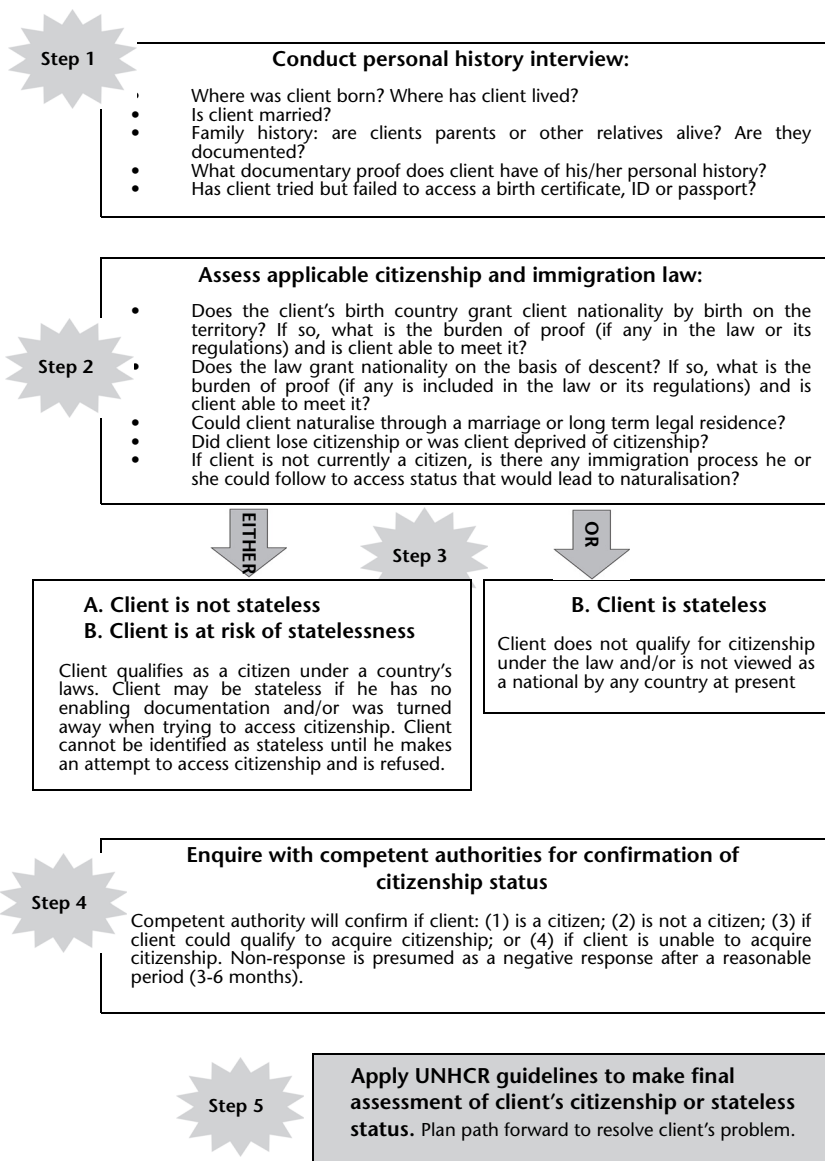 Step 1
Conduct personal history interview:
• Where was client born? Where has client lived?
• Is client married?
• Family history: are clients parents or other relatives alive? Are they
documented?
• What documentary proof does client have of his/her personal history?
• Has client tried but failed to access a birth certificate, ID or passport?
Step 2
Assess applicable citizenship and immigration law:
• Does the client's birth country grant client nationality by birth on the
territory? If so, what is the burden of proof (if any in the law or its
regulations) and is client able to meet it?
• Does the law grant nationality on the basis of descent? If so, what is the
burden of proof (if any is included in the law or its regulations) and is
client able to meet it?
• Could client naturalise through a marriage or long term legal residence?
• Did client lose citizenship or was client deprived of citizenship?
• If client is not currently a citizen, is there any immigration process he or
she could follow to access status that would lead to naturalisation?
EITHER
Step 3
OR
A. Client is not stateless
B. Client is at risk of statelessness
Client qualifies as a citizen under a country's
laws. Client may be stateless if he has no
enabling documentation and/or was turned
away when trying to access citizenship. Client
cannot be identified as stateless until he makes
an attempt to access citizenship and is refused.
B. Client is stateless
Client does not qualify for citizenship
under the law and/or is not viewed as
a national by any country at present
Step 4
Enquire with competent authorities for confirmation of
citizenship status
Competent authority will confirm if client: (1) is a citizen; (2) is not a citizen; (3) if
client could qualify to acquire citizenship; or (4) if client is unable to acquire
citizenship. Non-response is presumed as a negative response after a reasonable
period (3-6 months).
Step 5
Apply UNHCR guidelines to make final
assessment of client's citizenship or stateless
status. Plan path forward to resolve client's problem.